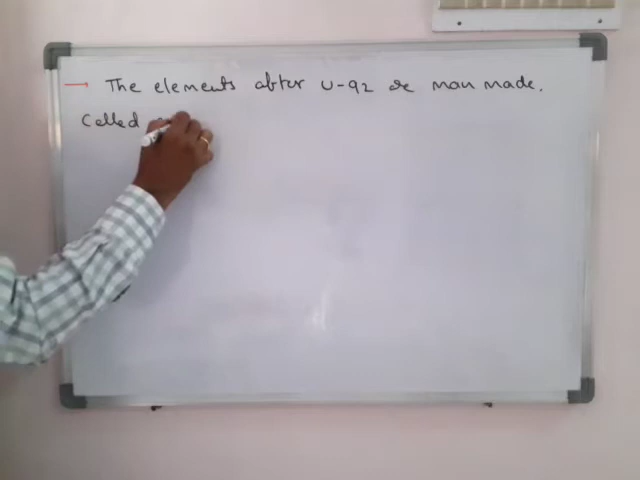 → The elements after U-92 are man made.
Called